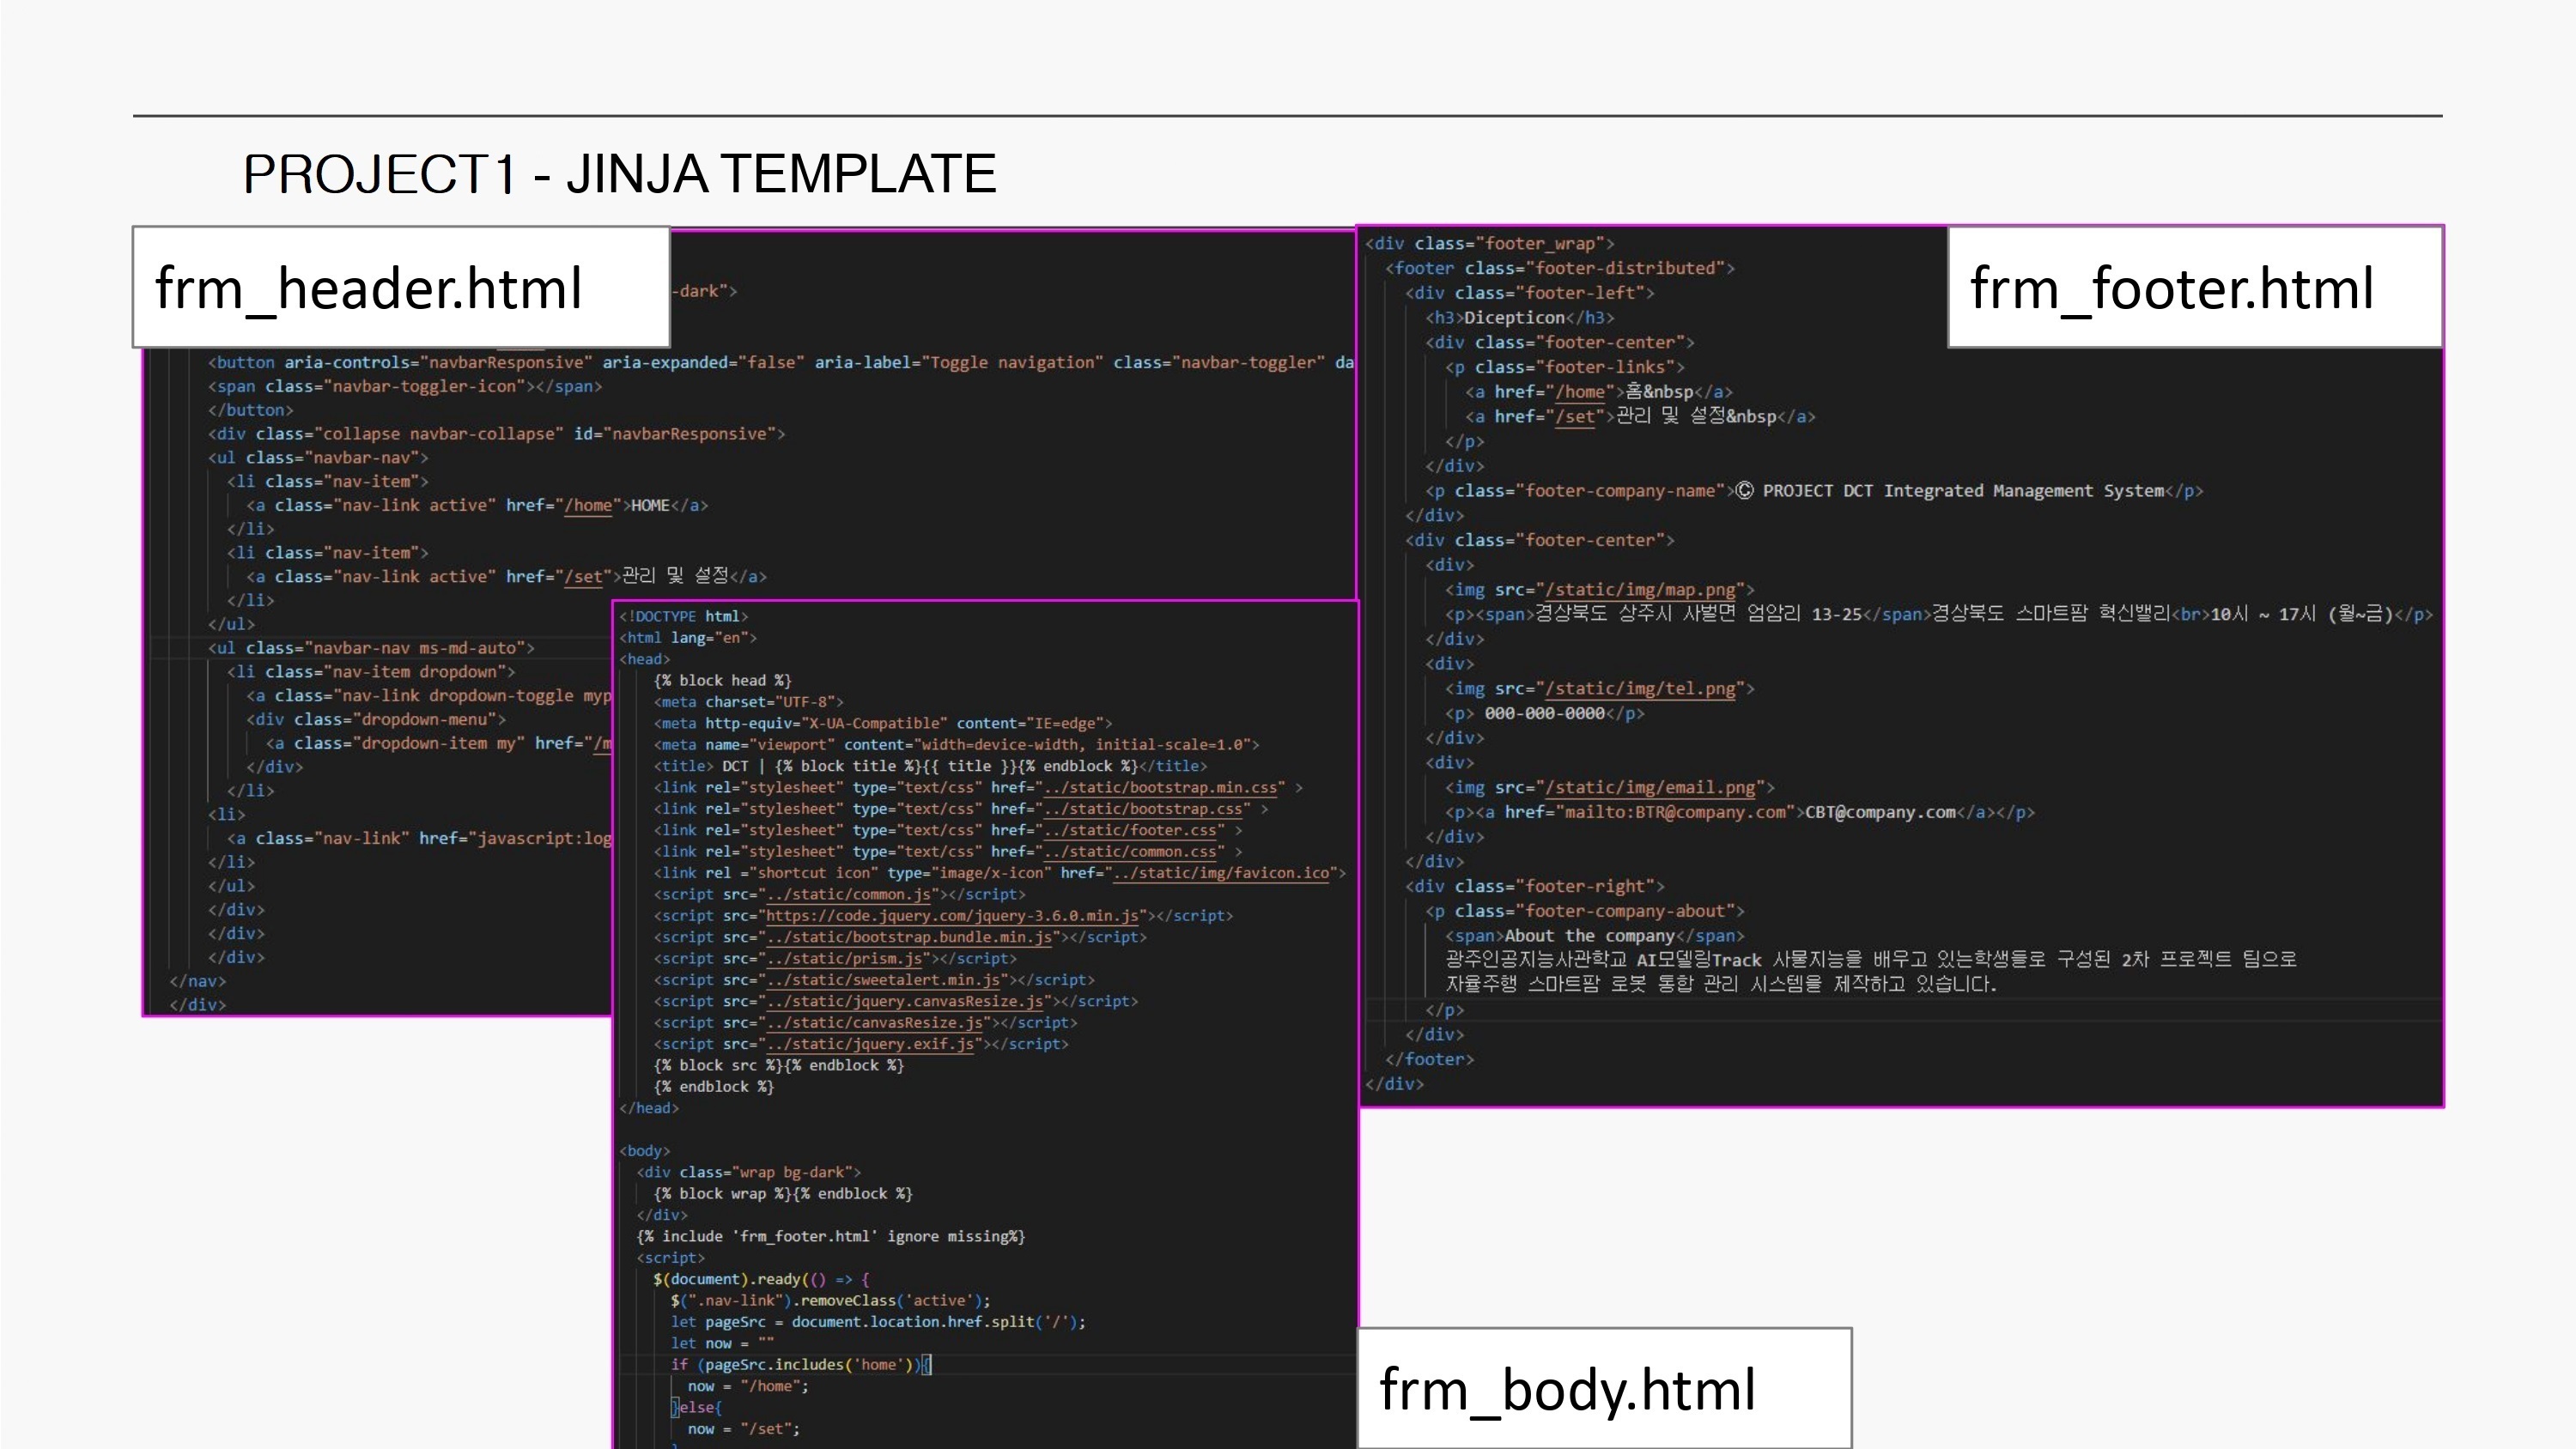 PROJECT1 - JINJA TEMPLATE
frm_header.html
-dark">
<button aria-controls="navbarResponsive" aria-expanded="false" aria-label="Toggle navigation" class="navbar-toggler" da
<span class="navbar-toggler-icon"></span>
</button>
<div class="collapse navbar-collapse" id="navbarResponsive">
<ul class="navbar-nav">
<li class="nav-item">
<a class="nav-link active" href="/home">HOME</a>
</li>
<li class="nav-item">
<a class="nav-link active" href="/set">관리 및 설정</a>
</li>
</ul>
<ul class="navbar-nav ms-md-auto">
<li class="nav-item dropdown">
<a class="nav-link dropdown-toggle myp
<div class="dropdown-menu">
<a class="dropdown-item my" href="/m
</div>
</li>
<li>
<a class="nav-link" href="javascript:log
</li>
</ul>
</div>
</div>
</div>
</nav>
</div>
<!DOCTYPE html>
<html lang="en">
<head>
{% block head %}
<meta charset="UTF-8">
<meta http-equiv="X-UA-Compatible" content="IE=edge">
<meta name="viewport" content="width=device-width, initial-scale=1.0">
<title> DCT | {% block title %}{{ title }}{% endblock %}</title>
<link rel="stylesheet" type="text/css" href="../static/bootstrap.min.css" >
<link rel="stylesheet" type="text/css" href="../static/bootstrap.css" >
<link rel="stylesheet" type="text/css" href="../static/footer.css" >
<link rel="stylesheet" type="text/css" href="../static/common.css" >
<link rel ="shortcut icon" type="image/x-icon" href="../static/img/favicon.ico">
<script src="../static/common.js"></script>
<script src="https://code.jquery.com/jquery-3.6.0.min.js"></script>
<script src="../static/bootstrap.bundle.min.js"></script>
<script src="../static/prism.js"></script>
<script src="../static/sweetalert.min.js"></script>
<script src="../static/jquery.canvasResize.js"></script>
<script src="../static/canvasResize.js"></script>
<script src="../static/jquery.exif.js"></script>
{% block src %}{% endblock %}
{% endblock %}
</head>
<body>
<div class="wrap bg-dark">
{% block wrap %}{% endblock %}
</div>
{% include 'frm_footer.html' ignore missing%}
<script>
$(document).ready(() => {
$(".nav-link").removeClass('active');
let pageSrc = document.location.href.split('/');
let now = ""
if (pageSrc.includes('home')){
now = "/home";
}else{
now = "/set";
frm_body.html
frm_footer.html
<div class="footer_wrap">
<footer class="footer-distributed">
<div class="footer-left">
<h3>Dicepticon</h3>
<div class="footer-center">
<p class="footer-links">
<a href="/home">홈&nbsp</a>
<a href="/set">관리 및 설정&nbsp</a>
</p>
</div>
<p class="footer-company-name">© PROJECT DCT Integrated Management System</p>
</div>
<div class="footer-center">
<div>
<img src="/static/img/map.png">
<p><span>경상북도 상주시 사벌면 엄암리 13-25</span>경상북도 스마트팜 혁신밸리<br>10시 ~ 17시 (월~금)</p>
</div>
<div>
<img src="/static/img/tel.png">
<p> 000-000-0000</p>
</div>
<div>
<img src="/static/img/email.png">
<p><a href="mailto:BTR@company.com">CBT@company.com</a></p>
</div>
</div>
<div class="footer-right">
<p class="footer-company-about">
<span>About the company</span>
광주인공지능사관학교 AI모델링Track 사물지능을 배우고 있는학생들로 구성된 2차 프로젝트 팀으로
자율주행 스마트팜 로봇 통합 관리 시스템을 제작하고 있습니다.
</p>
</div>
</footer>
</div>